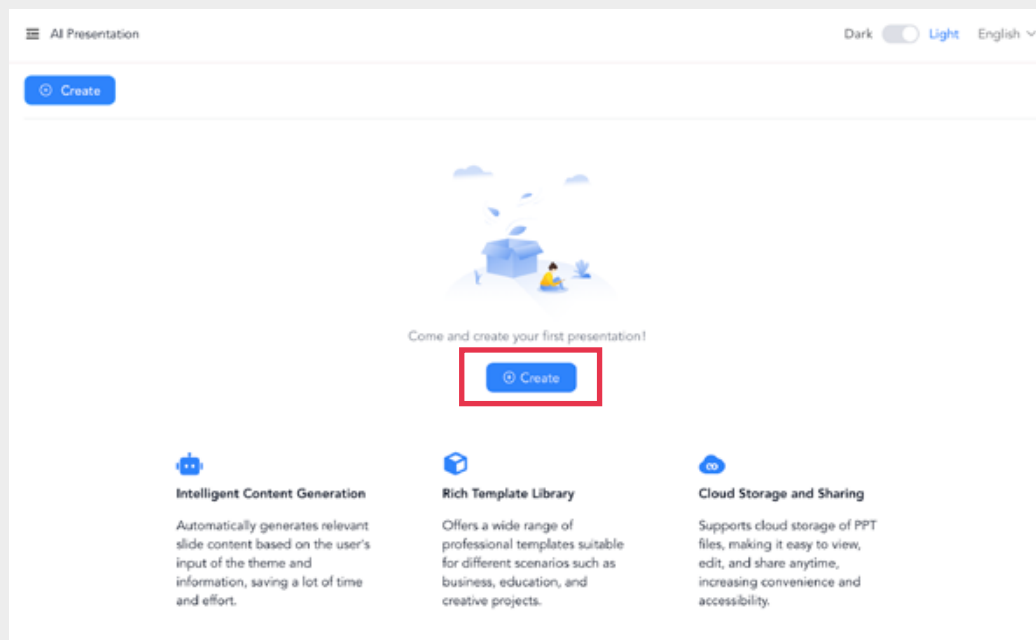 AI Presentation
Dark Light English
Create
Come and create your first presentation!
Create
Intelligent Content Generation
Automatically generates relevant
slide content based on the user's
input of the theme and
information, saving a lot of time
and effort.
Rich Template Library
Offers a wide range of
professional templates suitable
for different scenarios such as
business, education, and
creative projects.
Cloud Storage and Sharing
Supports cloud storage of PPT
files, making it easy to view,
edit, and share anytime,
increasing convenience and
accessibility.